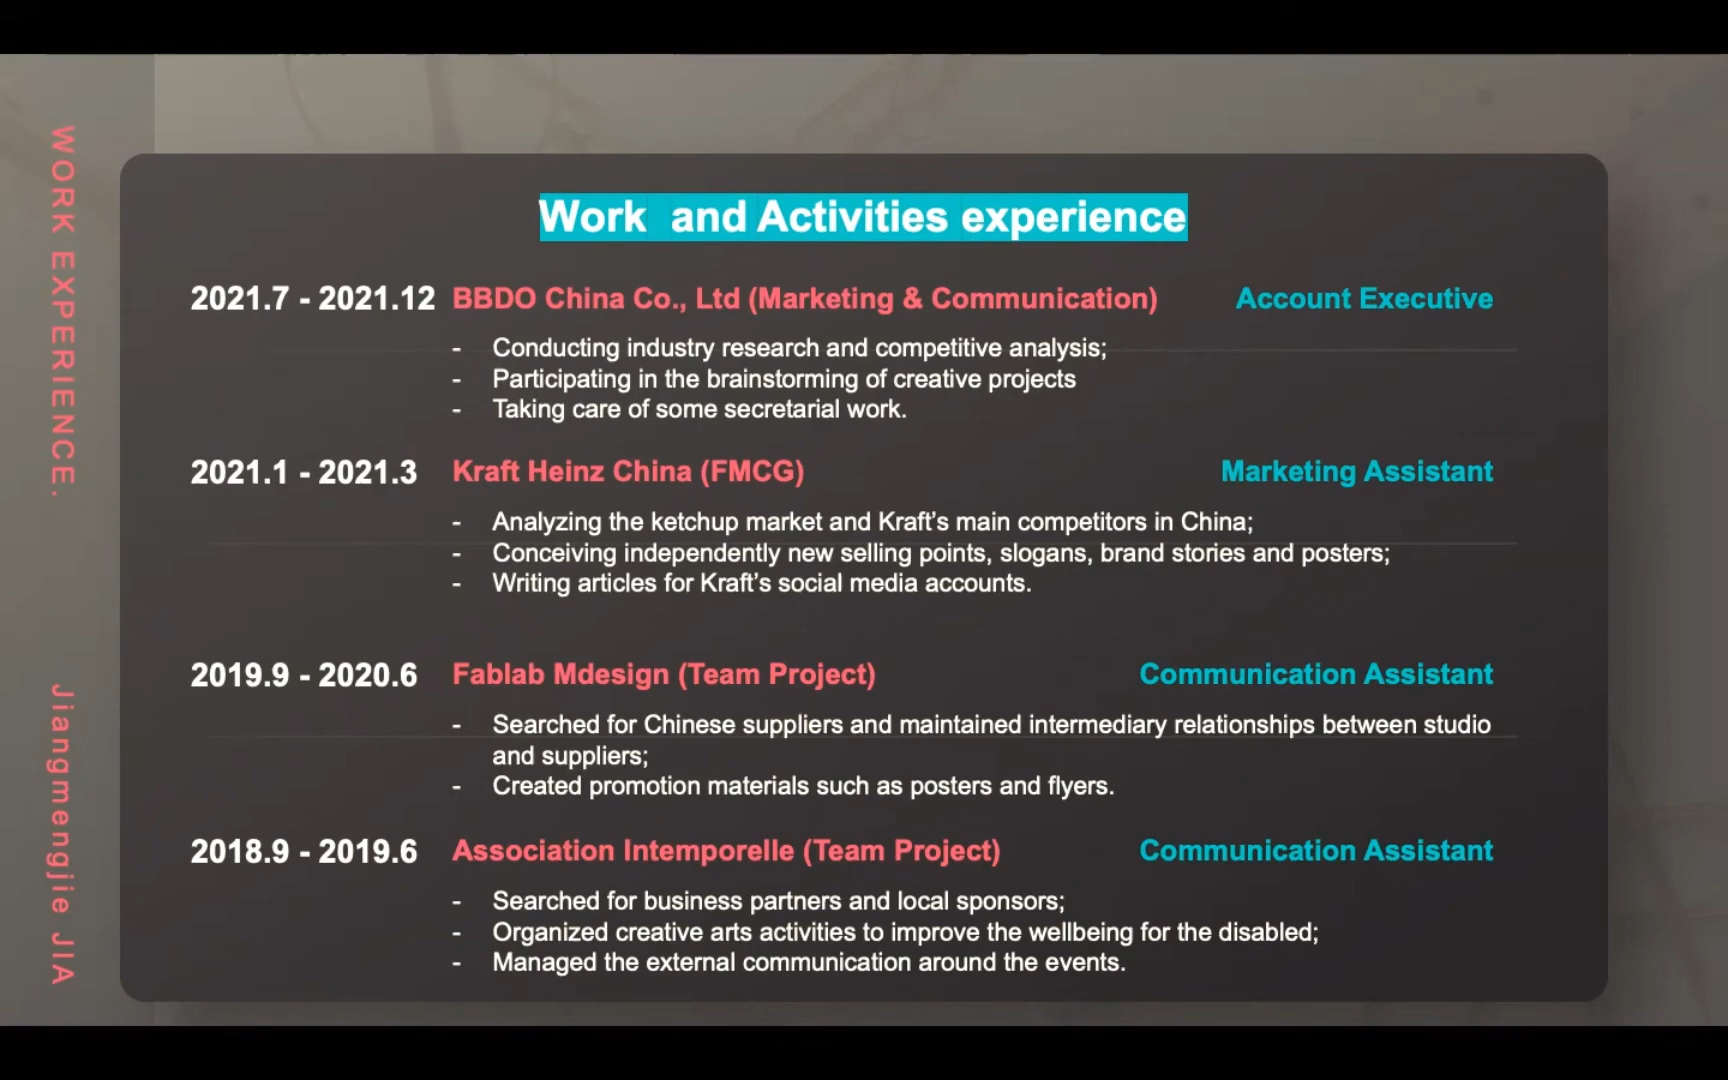 WORK EXPERIENCE.
Jiangmengjie JIA
Work  and Activities experience
2021.7 - 2021.12 BBDO China Co., Ltd (Marketing & Communication) Account Executive
- Conducting industry research and competitive analysis;
- Participating in the brainstorming of creative projects
- Taking care of some secretarial work.
2021.1 - 2021.3 Kraft Heinz China (FMCG) Marketing Assistant
- Analyzing the ketchup market and Kraft’s main competitors in China;
- Conceiving independently new selling points, slogans, brand stories and posters;
- Writing articles for Kraft’s social media accounts.
2019.9 - 2020.6 Fablab Mdesign (Team Project) Communication Assistant
- Searched for Chinese suppliers and maintained intermediary relationships between studio
and suppliers;
- Created promotion materials such as posters and flyers.
2018.9 - 2019.6 Association Intemporelle (Team Project) Communication Assistant
- Searched for business partners and local sponsors;
- Organized creative arts activities to improve the wellbeing for the disabled;
- Managed the external communication around the events.